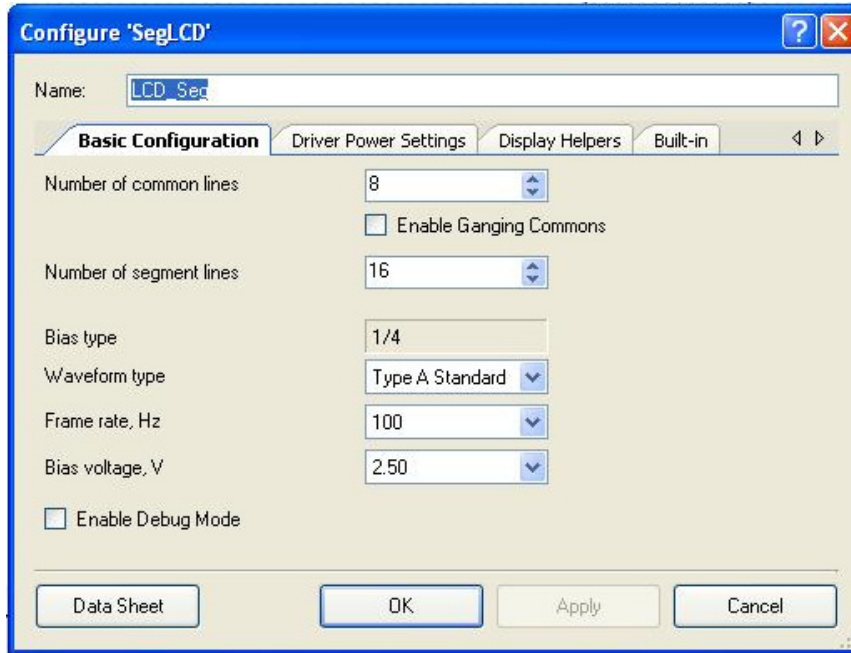 Configure 'SegLCD'
Name: LCD_Seg
Basic Configuration Driver Power Settings Display Helpers Built-in
Number of common lines 8
Enable Ganging Commons
Number of segment lines 16
Bias type 1/4
Waveform type Type A Standard
Frame rate, Hz 100
Bias voltage, V 2.50
Enable Debug Mode
Data Sheet OK Apply Cancel